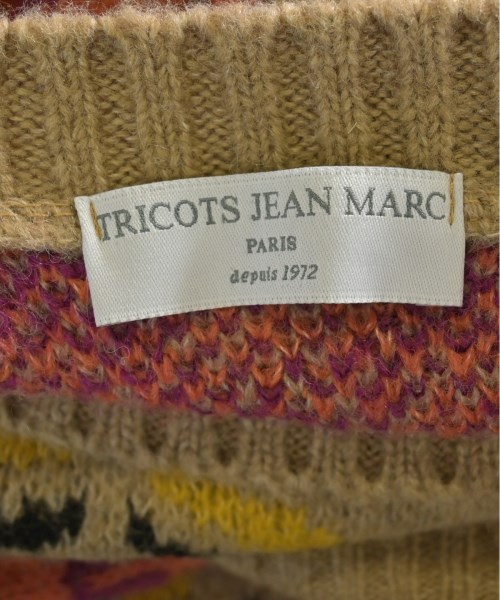 TRICOTS JEAN MARC
PARIS
depuis 1972